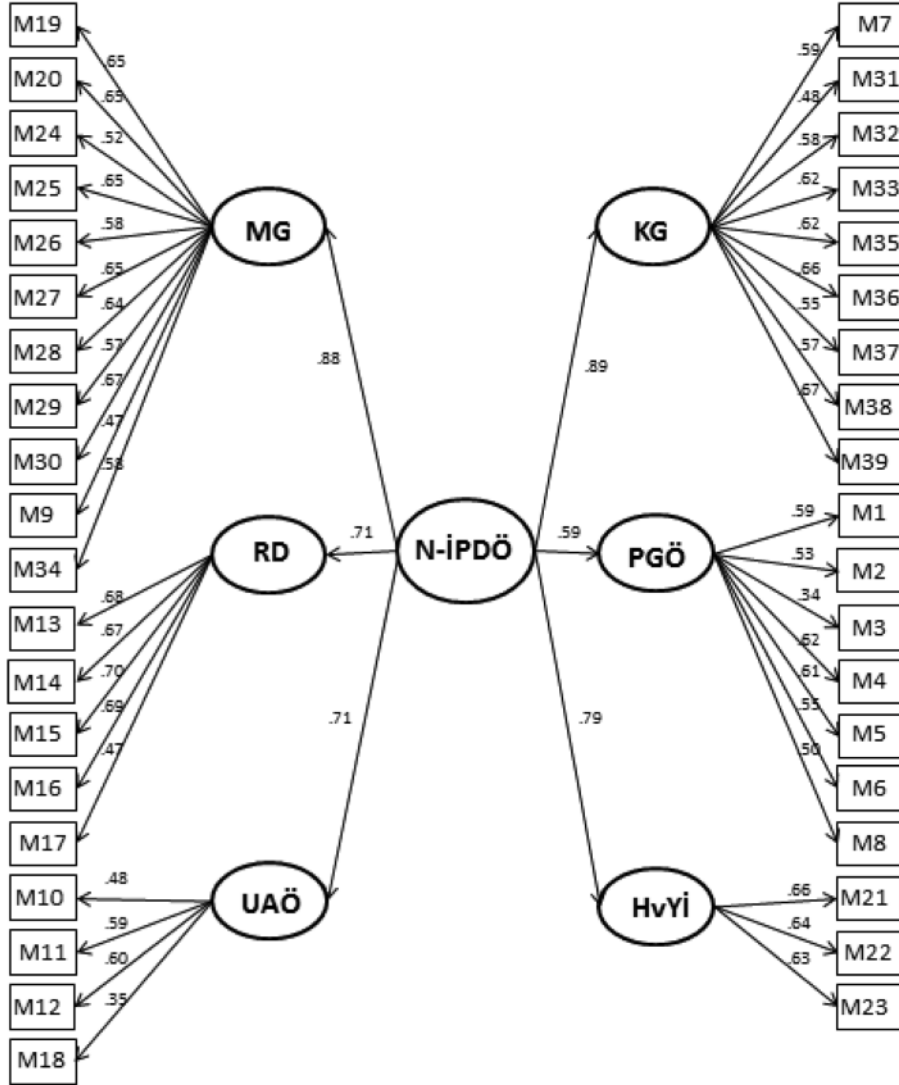 M19
M20
M24
M25
M26
M27
M28
M29
M30
M9
M34
M13
M14
M15
M16
M17
M10
M11
M12
M18
.65
.65
.52
.65
.58
.65
.64
.57
.67
.47
.58
.68
.67
.70
.69
.47
.48
.59
.60
.35
MG
RD
UAÖ
.88
.71
.71
N-İPDÖ
.89
.59
.79
KG
PGÖ
HvYİ
.59
.48
.58
.62
.62
.66
.55
.57
.67
.59
.53
.34
.62
.61
.55
.50
.66
.64
.63
M7
M31
M32
M33
M35
M36
M37
M38
M39
M1
M2
M3
M4
M5
M6
M8
M21
M22
M23